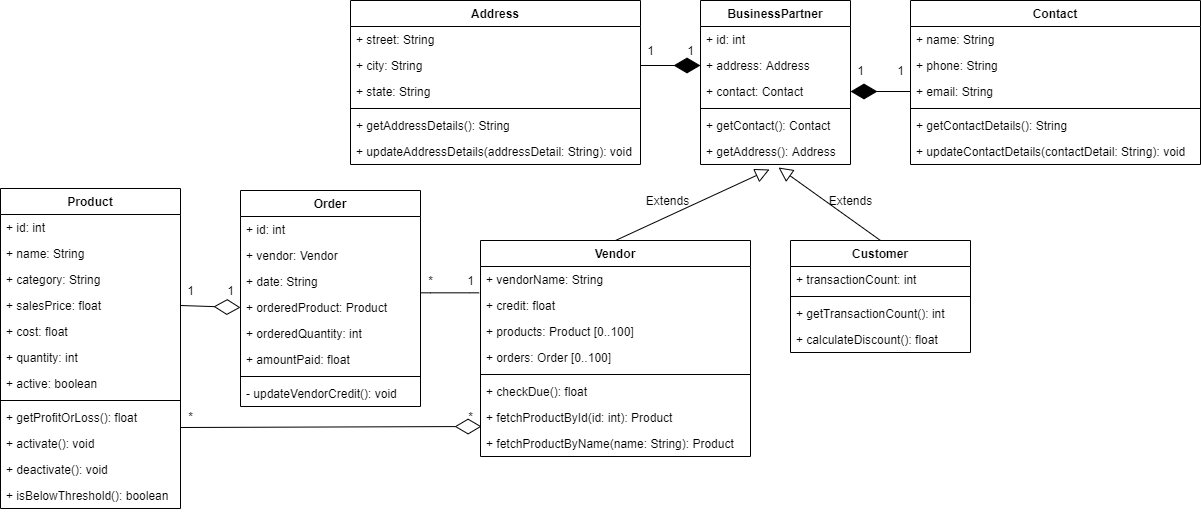 Address
+ street: String
+ city: String
+ state: String
+ getAddressDetails(): String
+ updateAddressDetails(addressDetail: String): void
1
1
BusinessPartner
+ id: int
+ address: Address
+ contact: Contact
+ getContact(): Contact
+ getAddress(): Address
1
1
Contact
+ name: String
+ phone: String
+ email: String
+ getContactDetails(): String
+ updateContactDetails(contactDetail: String): void
Extends
Extends
Product
+ id: int
+ name: String
+ category: String
+ salesPrice: float
+ cost: float
+ quantity: int
+ active: boolean
+ getProfitOrLoss(): float
+ activate(): void
+ deactivate(): void
+ isBelowThreshold(): boolean
1
1
Order
+ id: int
+ vendor: Vendor
+ date: String
+ orderedProduct: Product
+ orderedQuantity: int
+ amountPaid: float
- updateVendorCredit(): void
*
1
*
*
Vendor
+ vendorName: String
+ credit: float
+ products: Product [0..100]
+ orders: Order [0..100]
+ checkDue(): float
+ fetchProductById(id: int): Product
+ fetchProductByName(name: String): Product
Customer
+ transactionCount: int
+ getTransactionCount(): int
+ calculateDiscount(): float